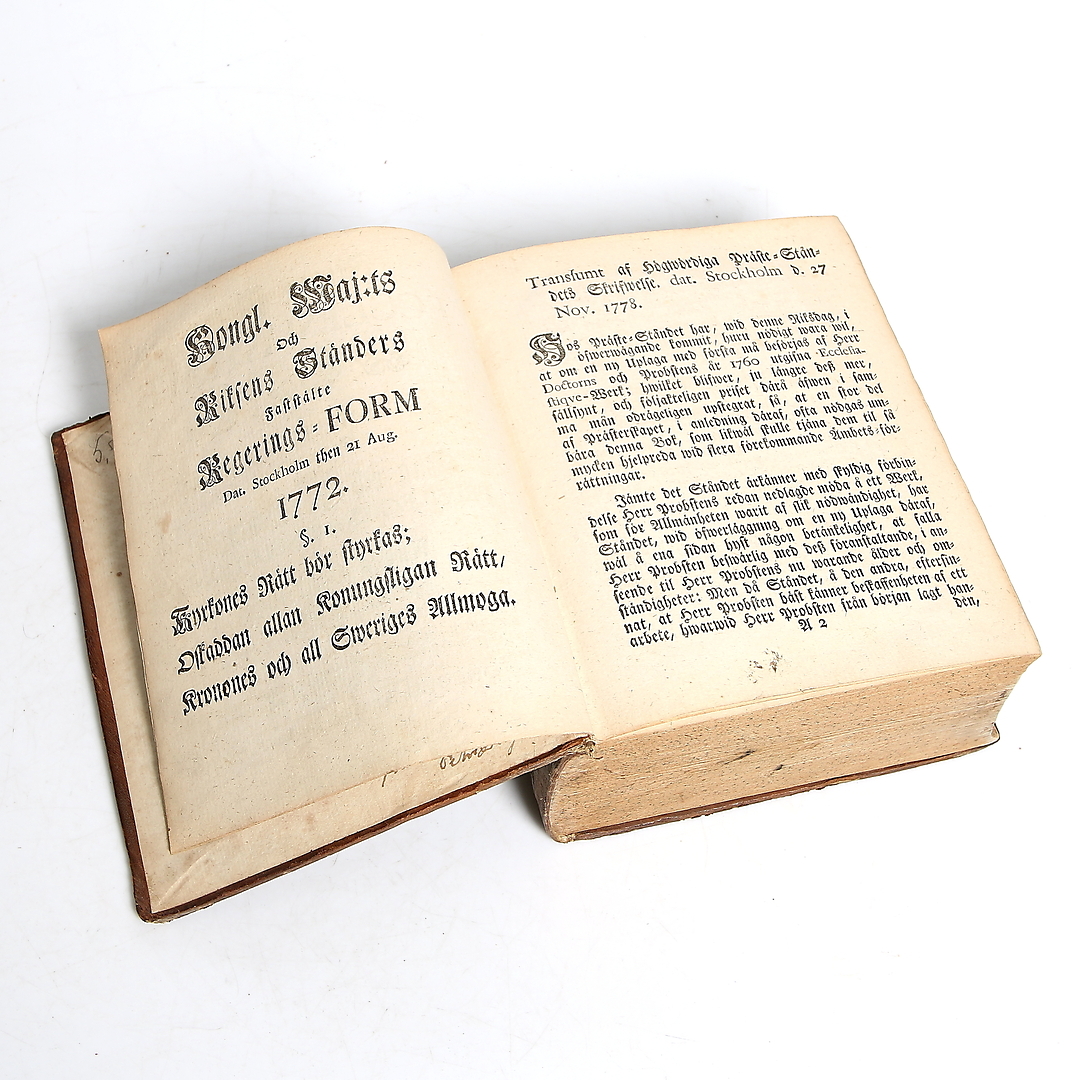 Kongl. Maj:ts
och
Riksens Ständers
Faststälte
Regerings-FORM
Dat. Stockholm then 21 Aug.
1772.
§. 1.
Kyrkones Rätt bör styrkas;
Oskaddan allan Konungsligan Rätt,
Kronones och all Sweriges Allmoga.
Transsumt af Högwördiga Präste-Stån-
dets Skrifwelse, dat. Stockholm d. 27
Nov. 1778.
Hos Präste-Ståndet har, wid denne Riksdag, i
öfwerwägande kommit, huru nödigt wara wil,
at om en ny Uplaga med första må besörjas af Herr
Doctorns och Probstens år 1760 utgifna Ecclesia-
stiqve-Werk; hwilket blifwer, ju längre deß mer,
sällsynt, och följakteligen priset därå äfwen i sam-
ma mån odrägeligen upstegrat, så, at en stor del
af Prästerskapet, i anledning däraf, ofta nödgas um-
bära denna Bok, som likwäl skulle tjäna dem til så
mycken hjelpreda wid flera förekommande Ämbets-för-
rättningar.
Jämte det Ståndet ärkänner med skyldig förbin-
delse Herr Probstens redan nedlagde möda å ett Werk,
som för Allmänheten warit af slik nödwändighet, har
Ståndet, wid öfwerläggning om en ny Uplaga däraf,
wäl å ena sidan hyst någon betänkelighet, at falla
Herr Probsten beswärlig med deß föranstaltande, i an-
seende til Herr Probstens nu warande ålder och om-
ständigheter: Men då Ståndet, å den andra, eftersin-
nat, at Herr Probsten bäst känner beskaffenheten af ett
arbete, hwarwid Herr Probsten från början lagt han-
den,
A 2